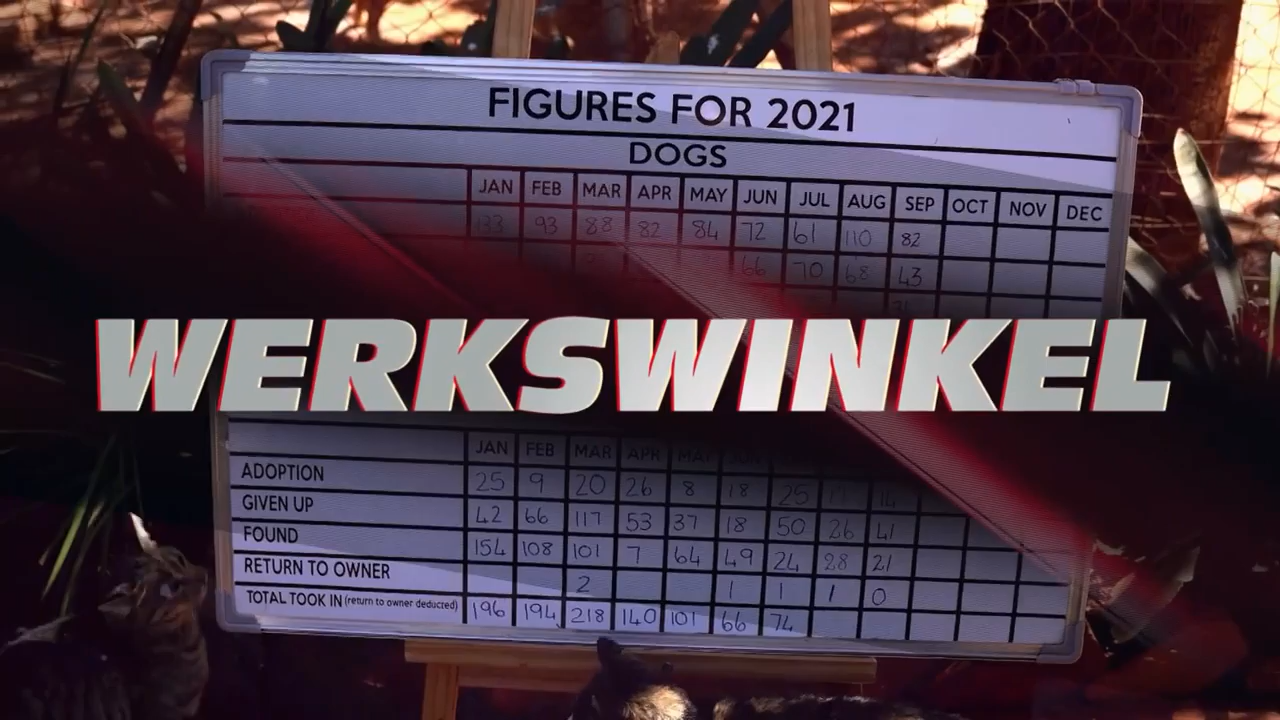 FIGURES FOR 2021
DOGS
JAN FEB MAR APR MAY JUN JUL AUG SEP OCT NOV DEC
93 88 82 84 72 61 110 82
66 70 68 43
WERKSWINKEL
JAN FEB MAR APR MAY
ADOPTION 25 9 20 26 8 18 25
GIVEN UP 42 66 117 53 37 18 50 26 41
FOUND 154 108 101 7 64 49 24 28 21
RETURN TO OWNER 2 1 1 1 0
TOTAL TOOK IN (return to owner deducred) 196 194 218 140 101 66 74